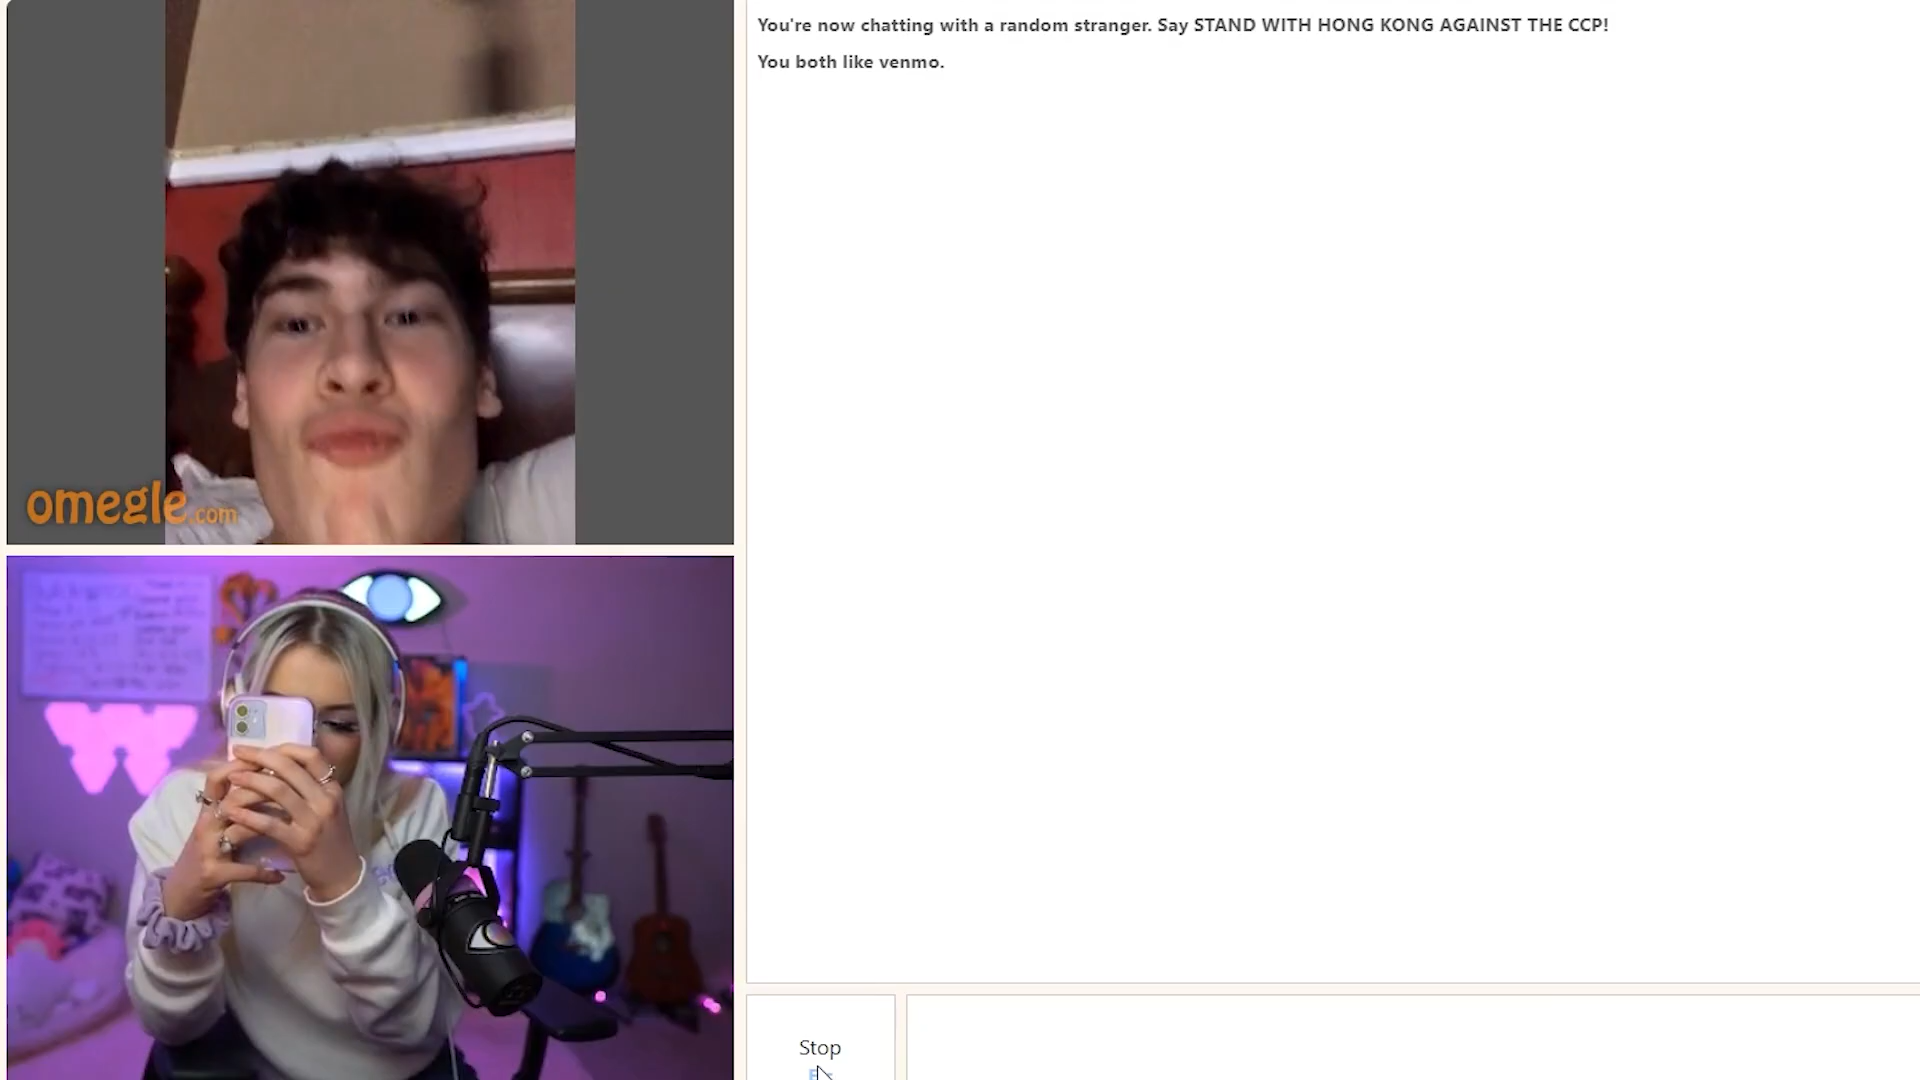 You're now chatting with a random stranger. Say STAND WITH HONG KONG AGAINST THE CCP!
You both like venmo.
omegle.com
Stop